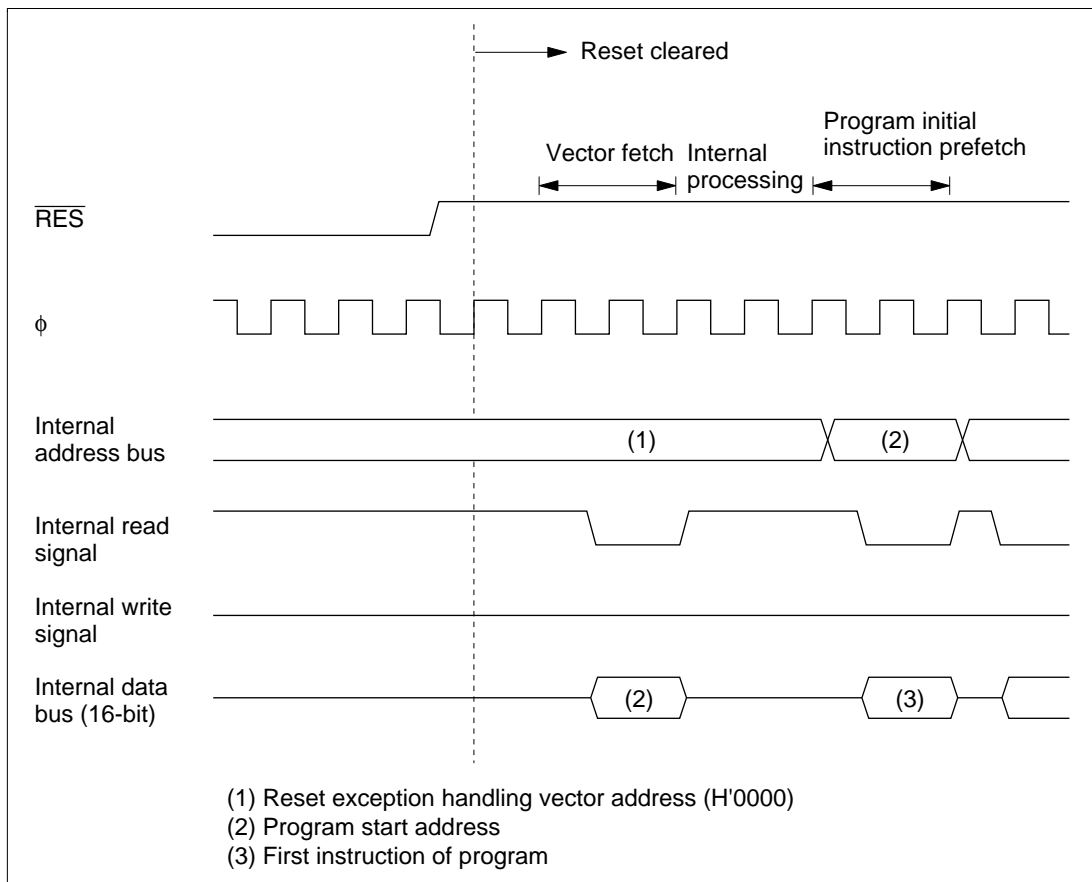 Reset cleared
Program initial
Vector fetch Internal instruction prefetch
processing
RES
ϕ
Internal
address bus
(1)
(2)
Internal read
signal
Internal write
signal
Internal data
bus (16-bit)
(2)
(3)
(1) Reset exception handling vector address (H'0000)
(2) Program start address
(3) First instruction of program